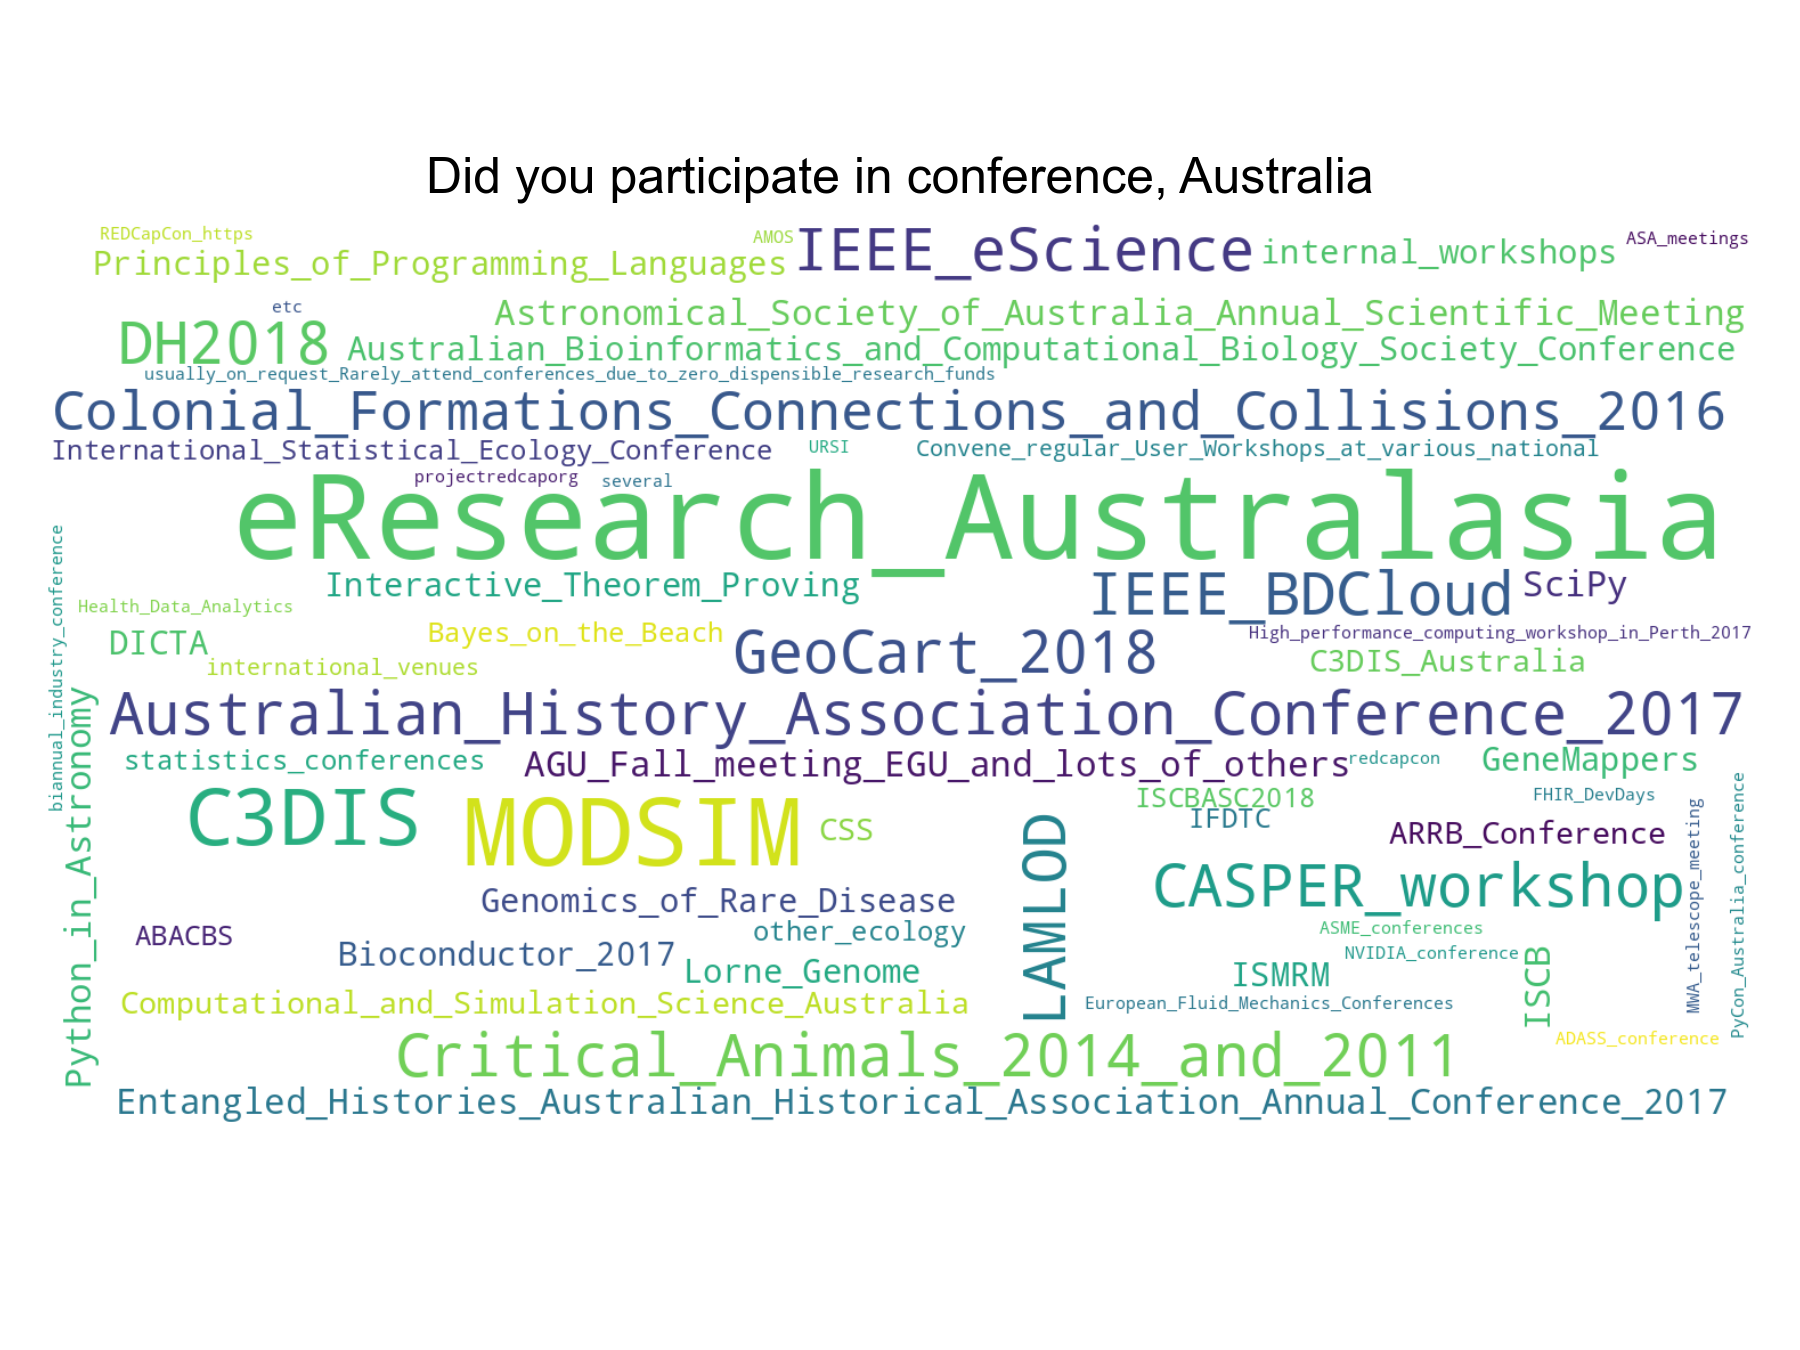 Did you participate in conference, Australia
REDCapCon_https
AMOS
IEEE_eScience
ASA_meetings
Principles_of_Programming_Languages
internal_workshops
etc
Astronomical_Society_of_Australia_Annual_Scientific_Meeting
DH2018
Australian_Bioinformatics_and_Computational_Biology_Society_Conference
usually_on_request_Rarely_attend_conferences_due_to_zero_dispensible_research_funds
Colonial_Formations_Connections_and_Collisions_2016
International_Statistical_Ecology_Conference
URSI
Convene_regular_User_Workshops_at_various_national
projectredcaporg
several
eResearch_Australasia
biannual_industry_conference
Interactive_Theorem_Proving
IEEE_BDCloud
SciPy
Health_Data_Analytics
DICTA
Bayes_on_the_Beach
GeoCart_2018
High_performance_computing_workshop_in_Perth_2017
international_venues
C3DIS_Australia
Python_in_Astronomy
Australian_History_Association_Conference_2017
statistics_conferences
AGU_Fall_meeting_EGU_and_lots_of_others
redcapcon
GeneMappers
C3DIS
MODSIM
CSS
LAMLOD
ISCBASC2018
FHIR_DevDays
IFDTC
ARRB_Conference
MWA_telescope_meeting
PyCon_Australia_conference
CASPER_workshop
Genomics_of_Rare_Disease
ABACBS
other_ecology
ASME_conferences
Bioconductor_2017
NVIDIA_conference
Lorne_Genome
ISMRM
ISCB
Computational_and_Simulation_Science_Australia
European_Fluid_Mechanics_Conferences
Critical_Animals_2014_and_2011
ADASS_conference
Entangled_Histories_Australian_Historical_Association_Annual_Conference_2017